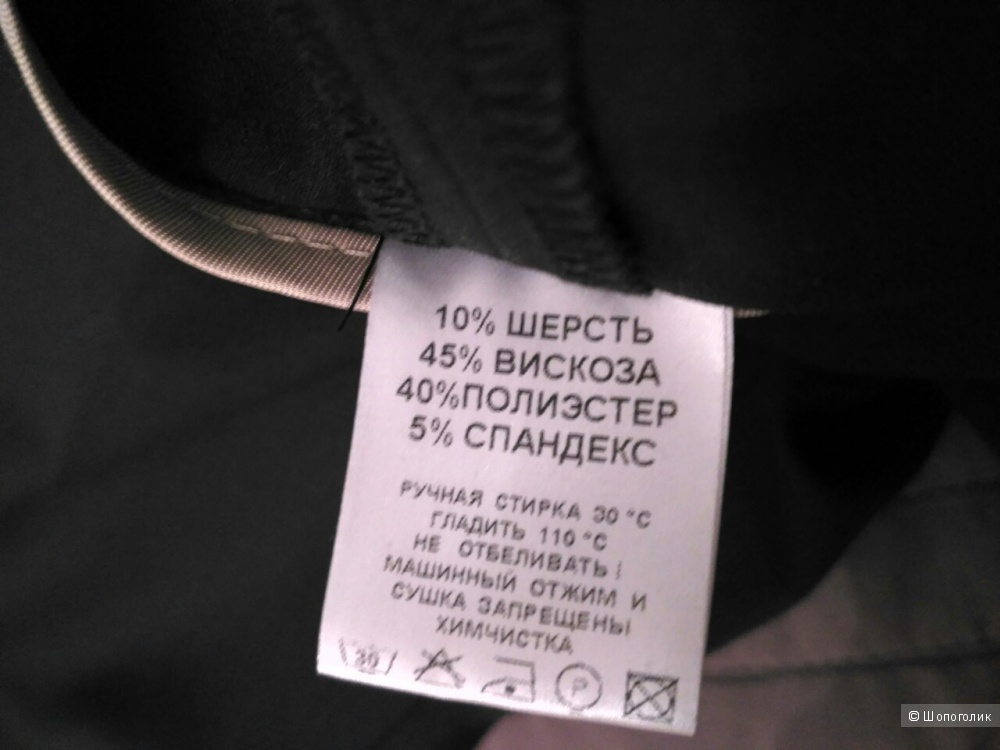 10% ШЕРСТЬ
45% ВИСКОЗА
40%ПОЛИЭСТЕР
5% СПАНДЕКС
РУЧНАЯ СТИРКА 30 °С
ГЛАДИТЬ 110 °С
НЕ ОТБЕЛИВАТЬ!
МАШИННЫЙ ОТЖИМ И
СУШКА ЗАПРЕЩЕНЫ
ХИМЧИСТКА
30 P
© Шопоголик